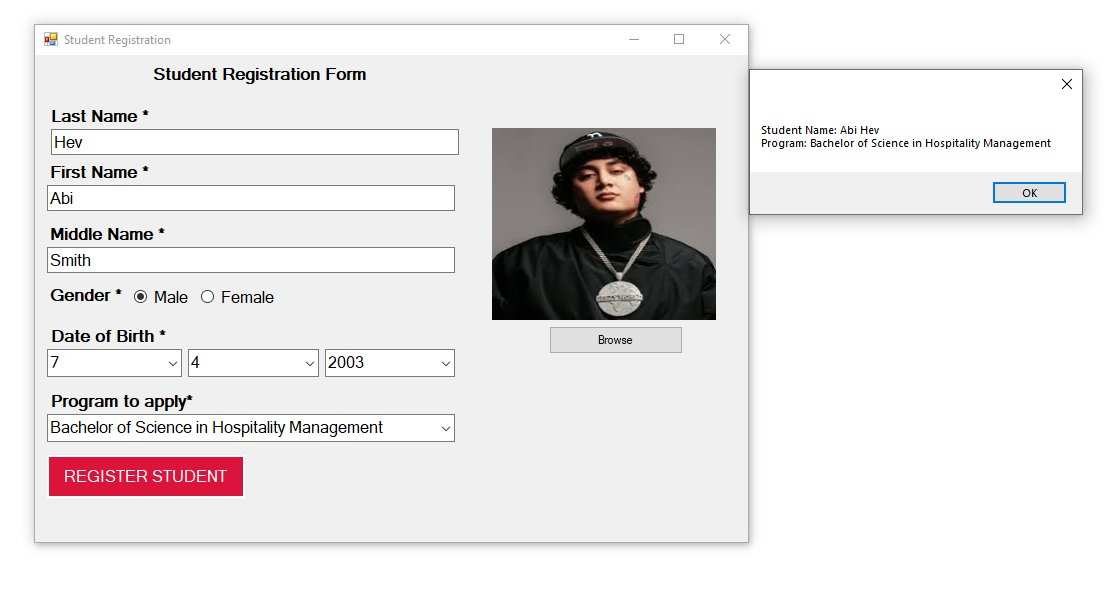 Student Registration
Student Registration Form
Last Name *
Hev
First Name *
Abi
Middle Name *
Smith
Gender * Male Female
Date of Birth *
7 4 2003
Program to apply*
Bachelor of Science in Hospitality Management
REGISTER STUDENT
Browse
Student Name: Abi Hev
Program: Bachelor of Science in Hospitality Management
OK